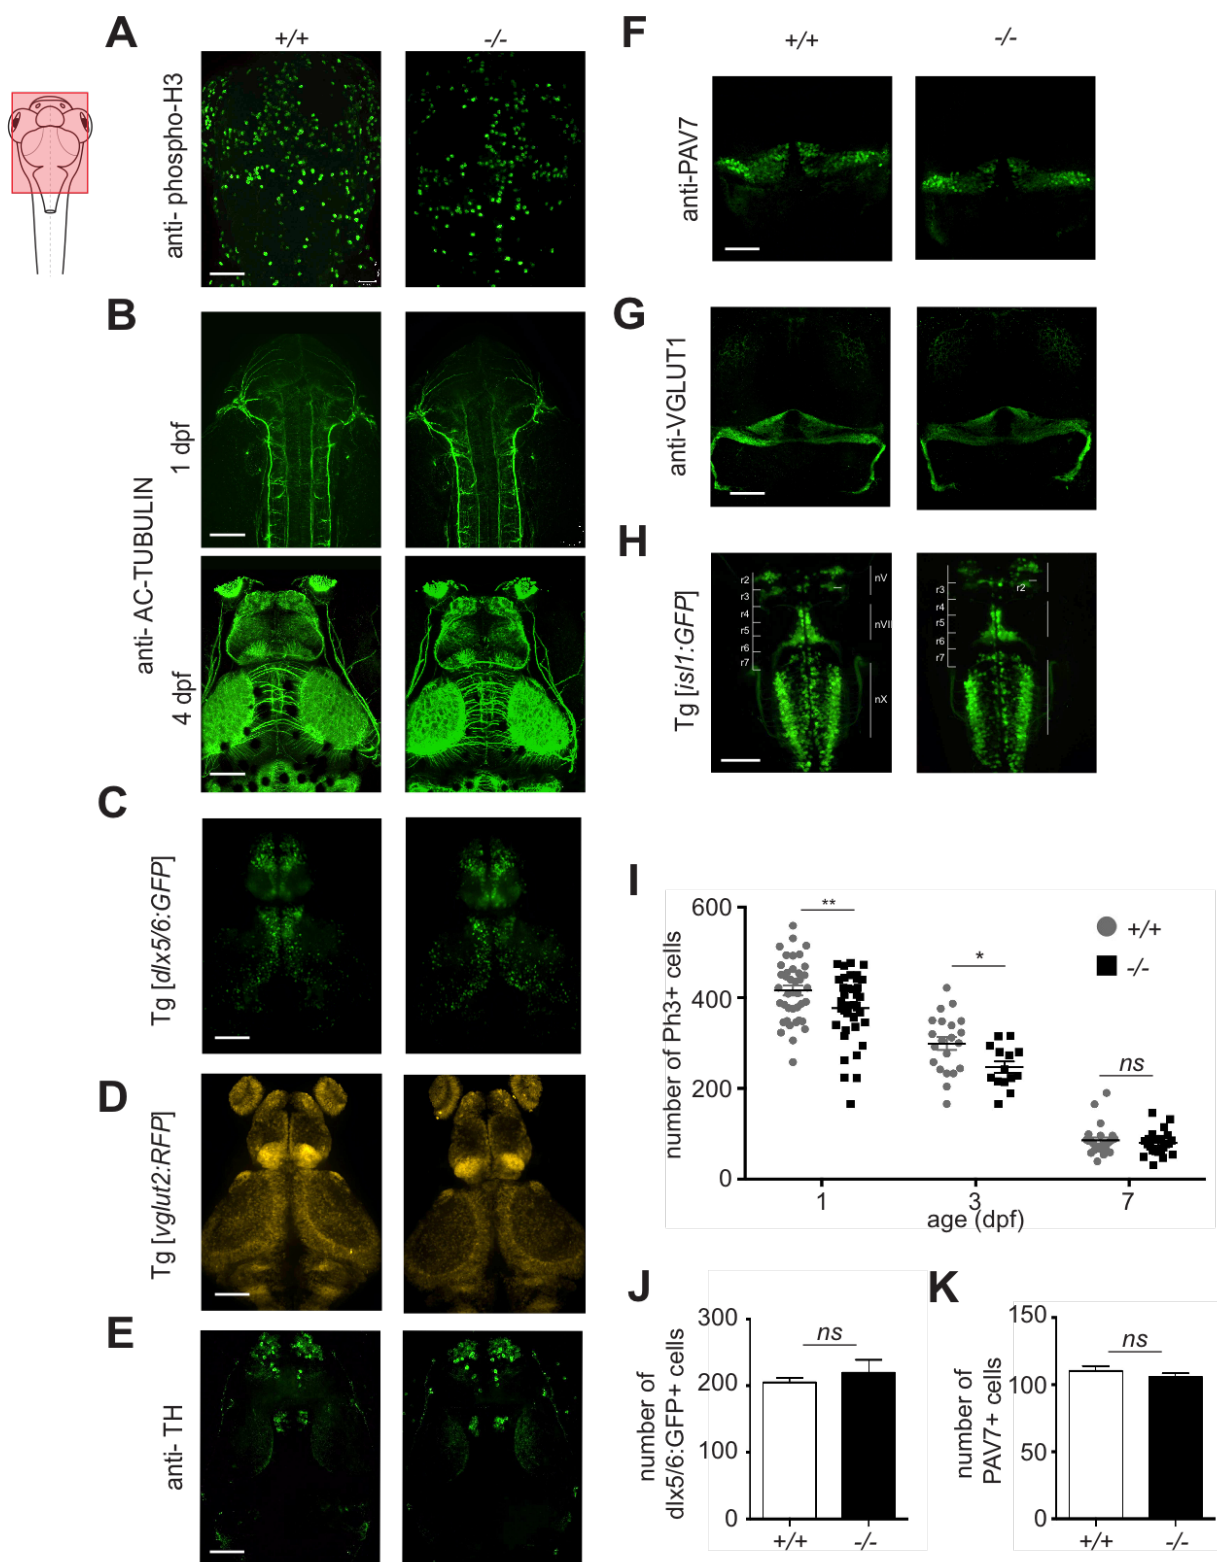 A
+/+
-/-
anti- phospho-H3
B
1 dpf
4 dpf
anti- AC-TUBULIN
C
Tg [dlx5/6:GFP]
D
Tg [vglut2:RFP]
E
anti- TH
F
+/+
-/-
anti-PAV7
G
anti-VGLUT1
H
Tg [isl1:GFP]
r2
r3
r4
r5
r6
r7
nV
nVII
nX
r2
r3
r4
r5
r6
r7
r2
I
number of Ph3+ cells
600
400
200
0
**
*
ns
+/+
-/-
1
3
7
age (dpf)
J
number of
dlx5/6:GFP+ cells
300
200
100
0
ns
+/+
-/-
K
number of
PAV7+ cells
150
100
50
0
ns
+/+
-/-